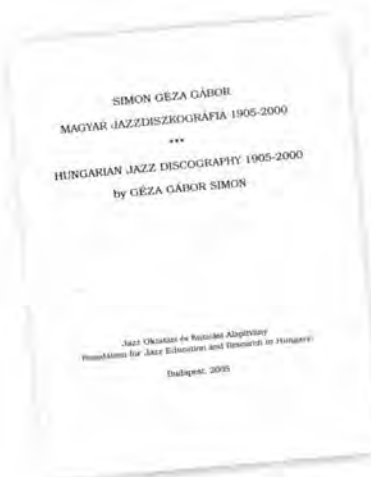 SIMON GÉZA GÁBOR
MAGYAR JAZZDISZKOGRÁFIA 1905-2000
***
HUNGARIAN JAZZ DISCOGRAPHY 1905-2000
by GÉZA GÁBOR SIMON
Jazz Oktatási és Kutatási Alapítvány
Foundation for Jazz Education and Research in Hungary
Budapest, 2005